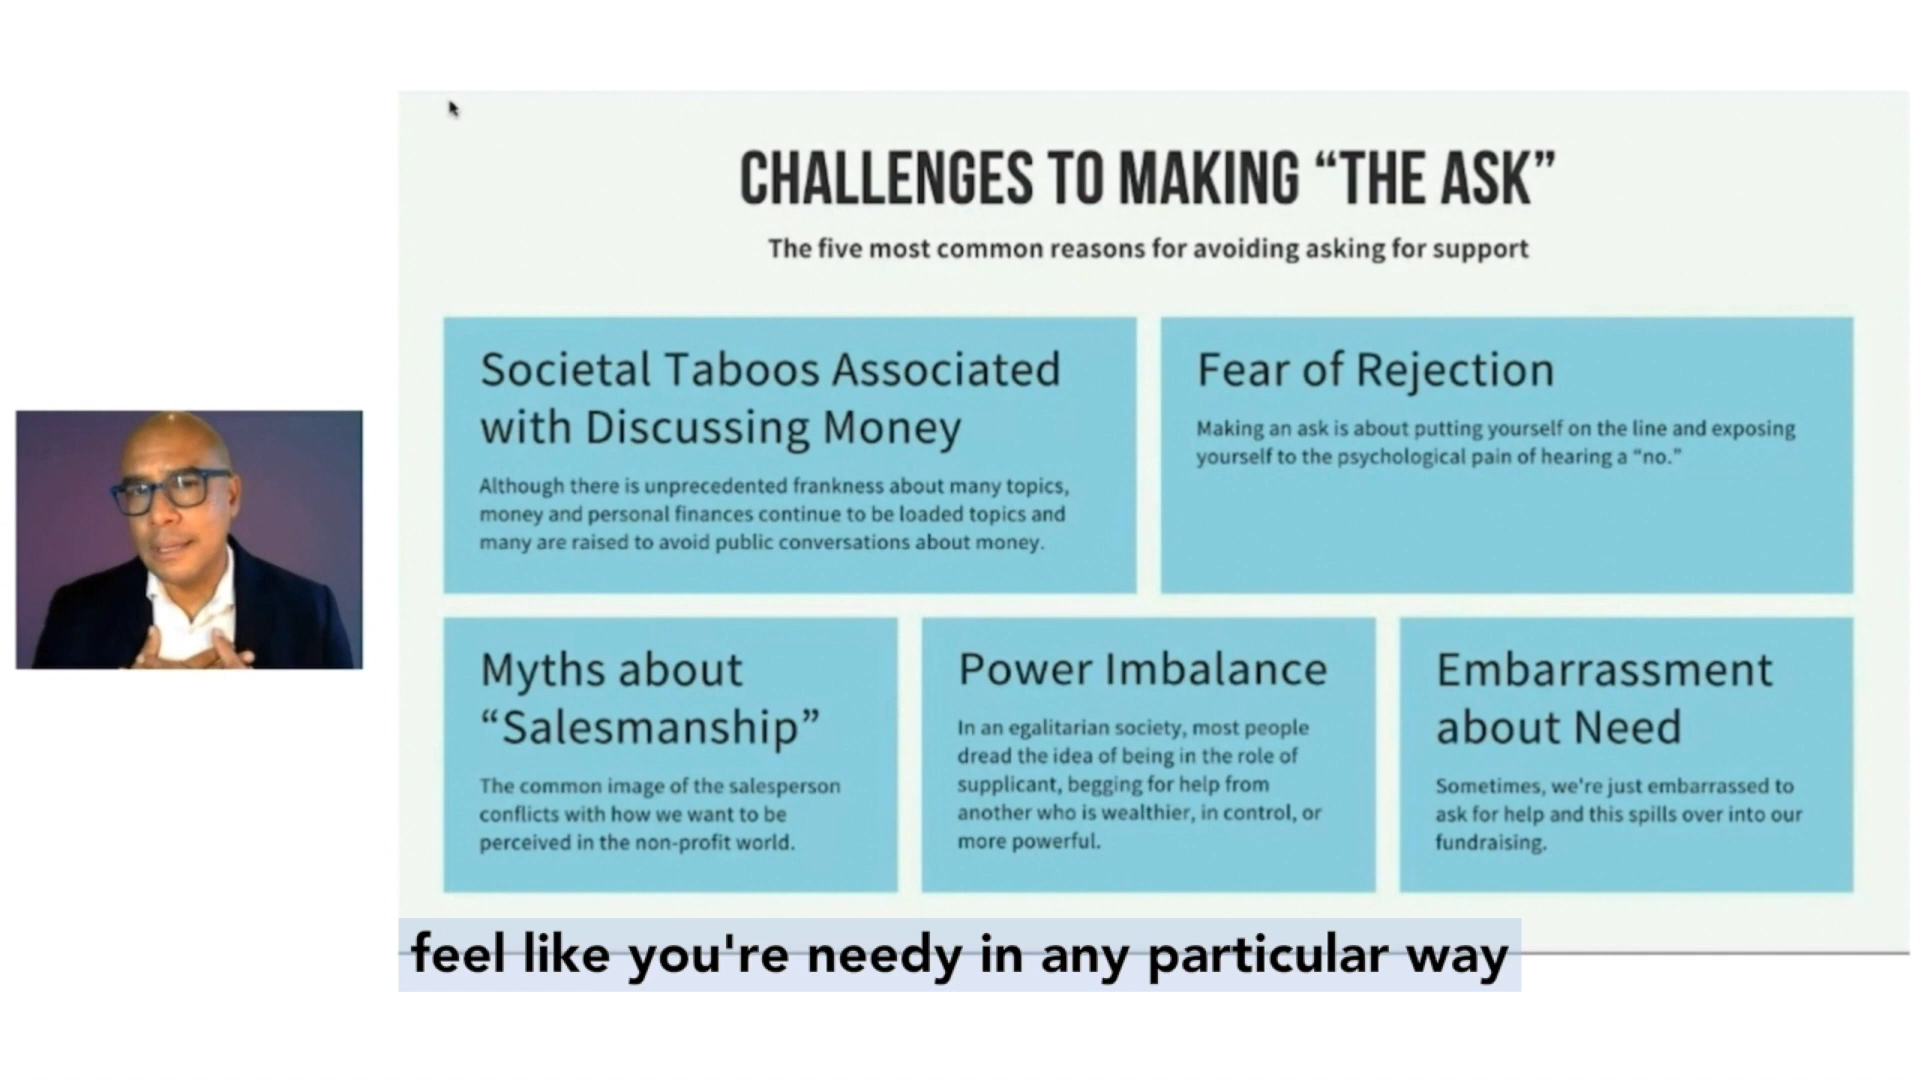 CHALLENGES TO MAKING “THE ASK”
The five most common reasons for avoiding asking for support
Societal Taboos Associated
with Discussing Money
Although there is unprecedented frankness about many topics,
money and personal finances continue to be loaded topics and
many are raised to avoid public conversations about money.
Fear of Rejection
Making an ask is about putting yourself on the line and exposing
yourself to the psychological pain of hearing a “no.”
Myths about
“Salesmanship”
The common image of the salesperson
conflicts with how we want to be
perceived in the non-profit world.
Power Imbalance
In an egalitarian society, most people
dread the idea of being in the role of
supplicant, begging for help from
another who is wealthier, in control, or
more powerful.
Embarrassment
about Need
Sometimes, we're just embarrassed to
ask for help and this spills over into our
fundraising.
feel like you're needy in any particular way